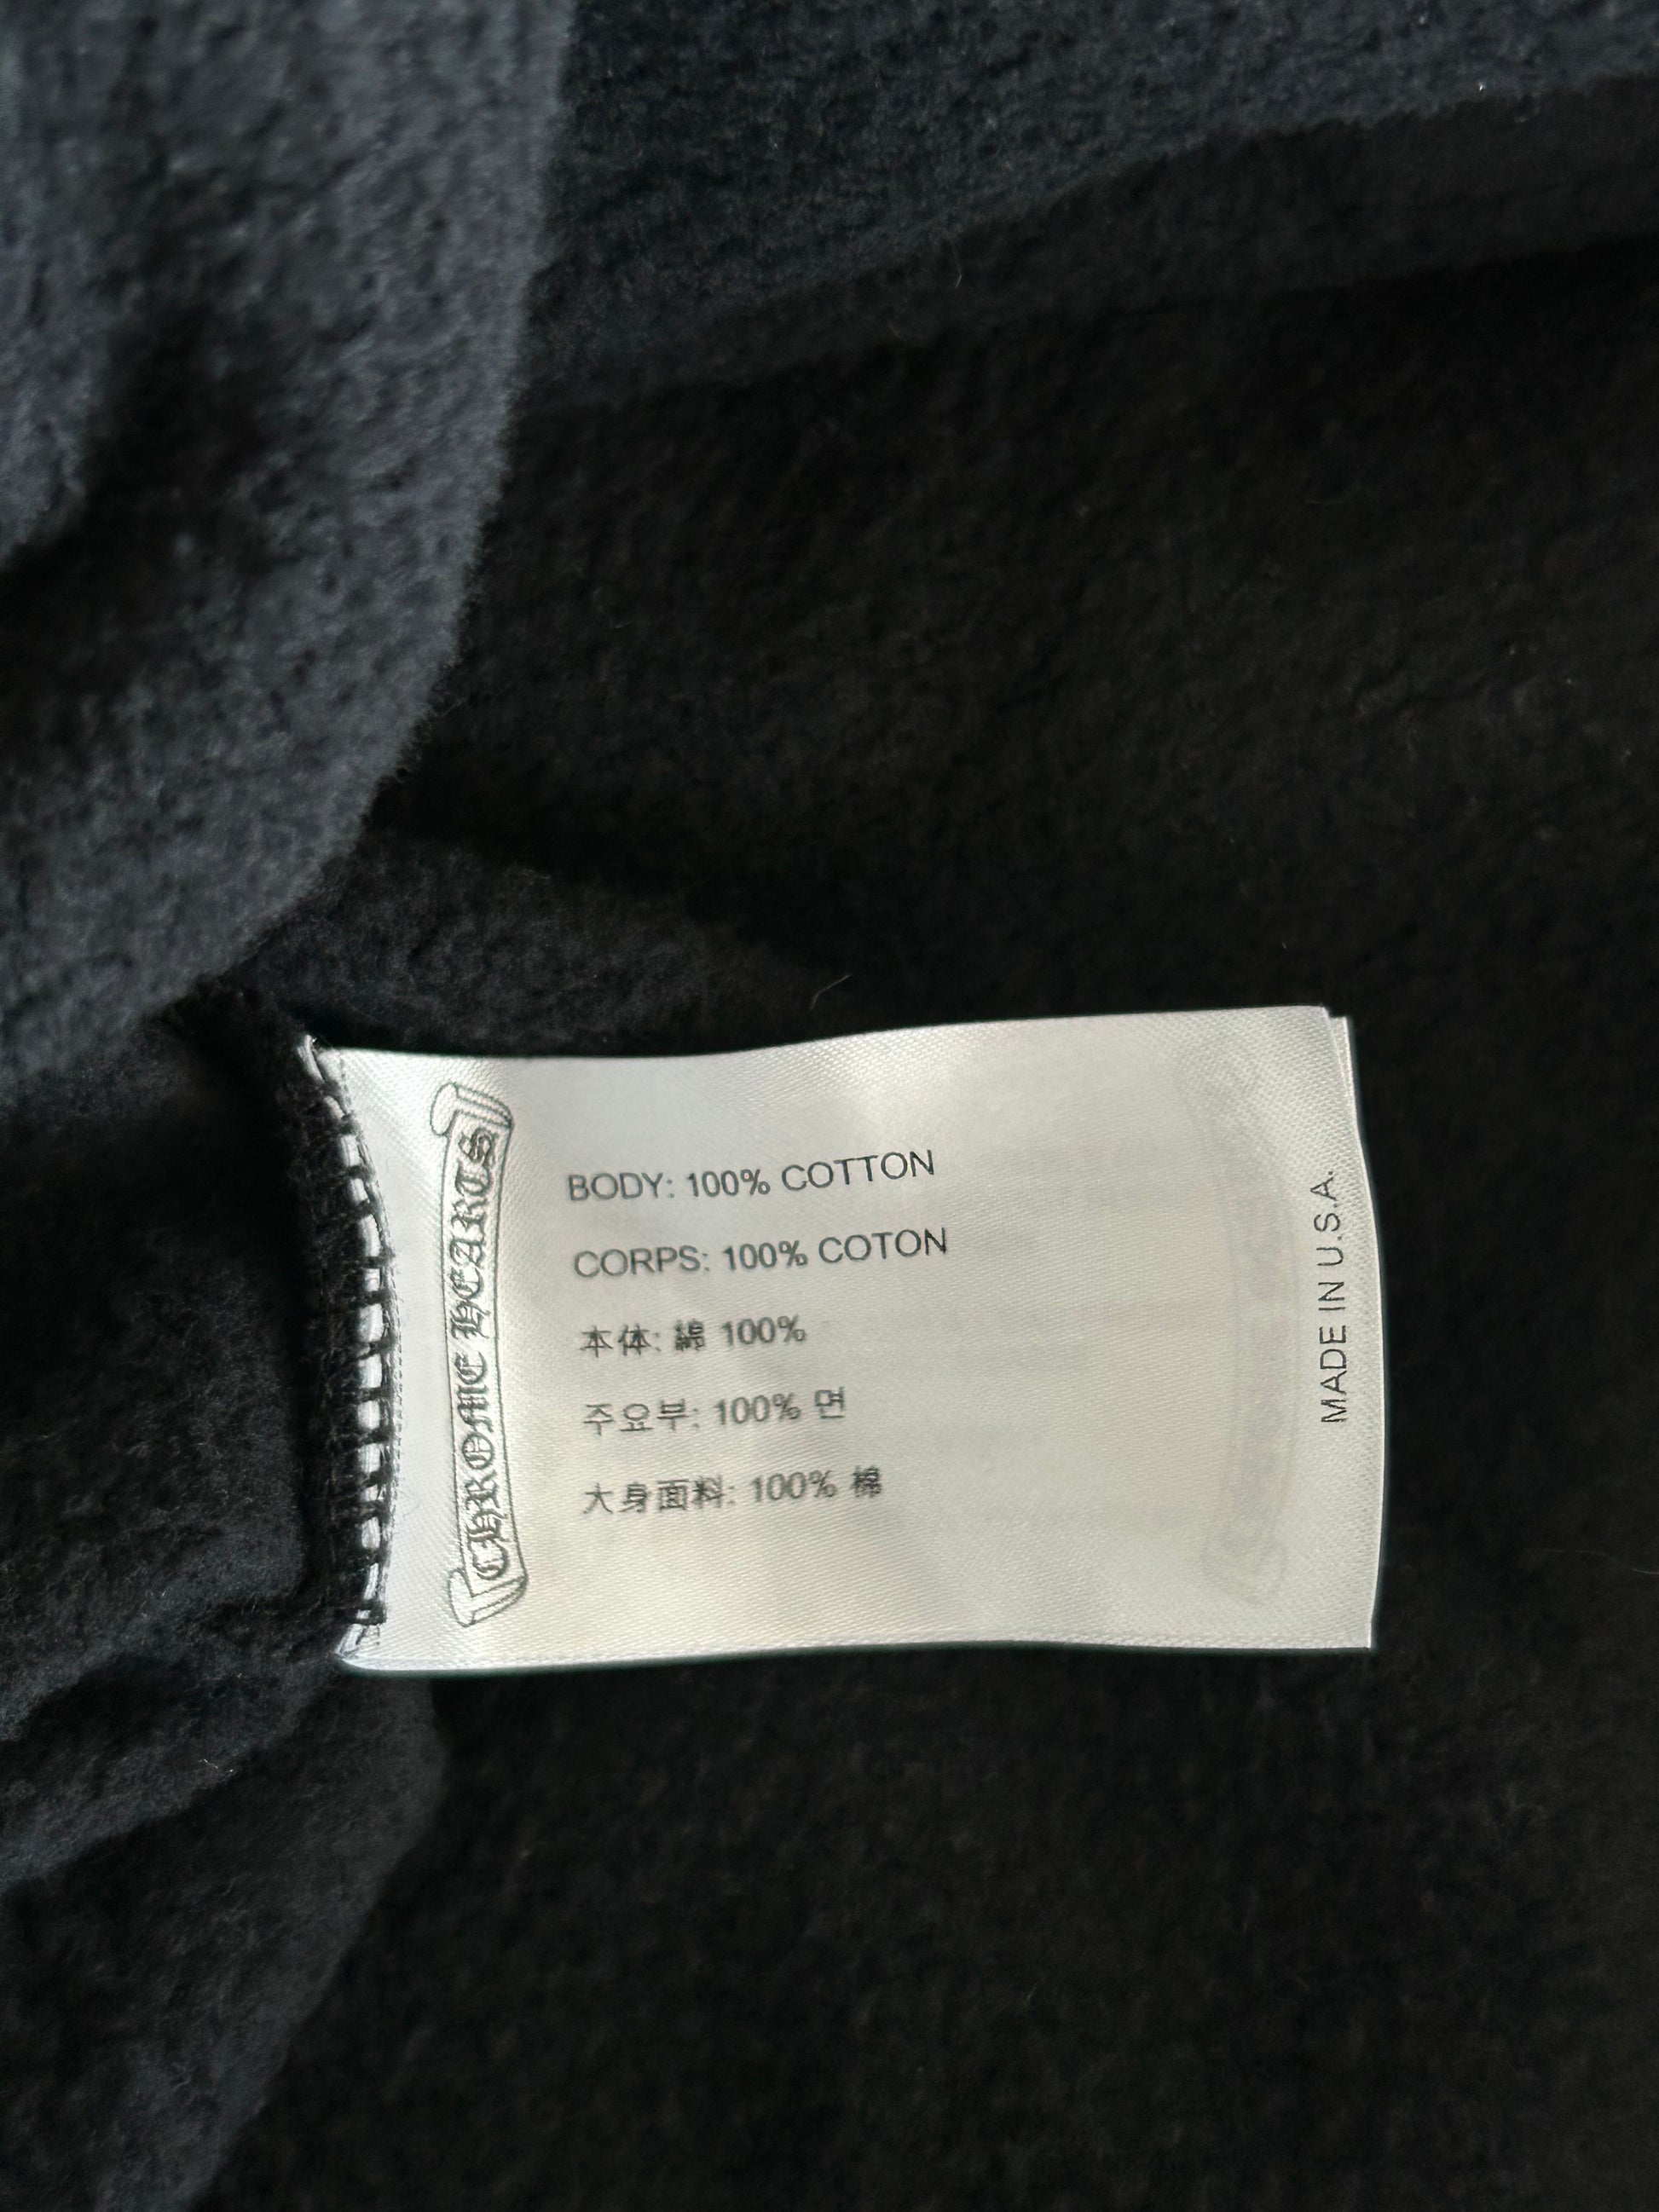 CHROME HEARTS
BODY: 100% COTTON
CORPS: 100% COTON
本体: 綿 100%
주요부: 100% 면
大身面料: 100% 棉
MADE IN U.S.A.